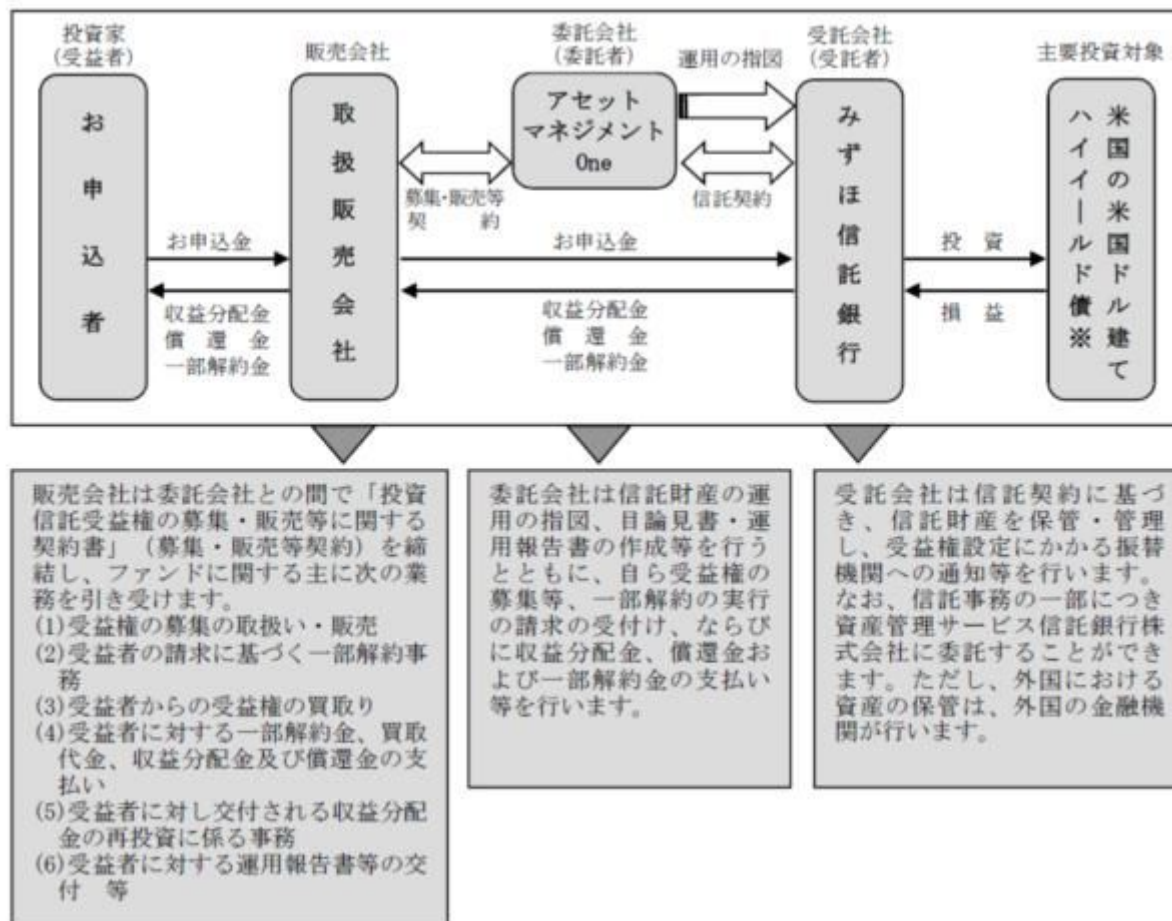 投資家
(受益者)
販売会社
委託会社
(委託者)
運用の指図
受託会社
(受託者)
主要投資対象
お申込者
取扱販売会社
アセット
マネジメント
One
みずほ信託銀行
米国の米国ドル建て
ハイイールド債※
募集・販売等
契約
信託契約
お申込金
収益分配金
償還金
一部解約金
お申込金
収益分配金
償還金
一部解約金
投資
損益
販売会社は委託会社との間で「投資
信託受益権の募集・販売等に関する
契約書」（募集・販売等契約）を締
結し、ファンドに関する主に次の業
務を引き受けます。
(1)受益権の募集の取扱い・販売
(2)受益者の請求に基づく一部解約事
務
(3)受益者からの受益権の買取り
(4)受益者に対する一部解約金、買取
代金、収益分配金及び償還金の支
払い
(5)受益者に対し交付される収益分配
金の再投資に係る事務
(6)受益者に対する運用報告書等の交
付　等
委託会社は信託財産の運
用の指図、目論見書・運
用報告書の作成等を行う
とともに、自ら受益権の
募集等、一部解約の実行
の請求の受付け、ならび
に収益分配金、償還金お
よび一部解約金の支払い
等を行います。
受託会社は信託契約に基づ
き、信託財産を保管・管理
し、受益権設定にかかる振替
機関への通知等を行います。
なお、信託事務の一部につき
資産管理サービス信託銀行株
式会社に委託することができ
ます。ただし、外国における
資産の保管は、外国の金融機
関が行います。